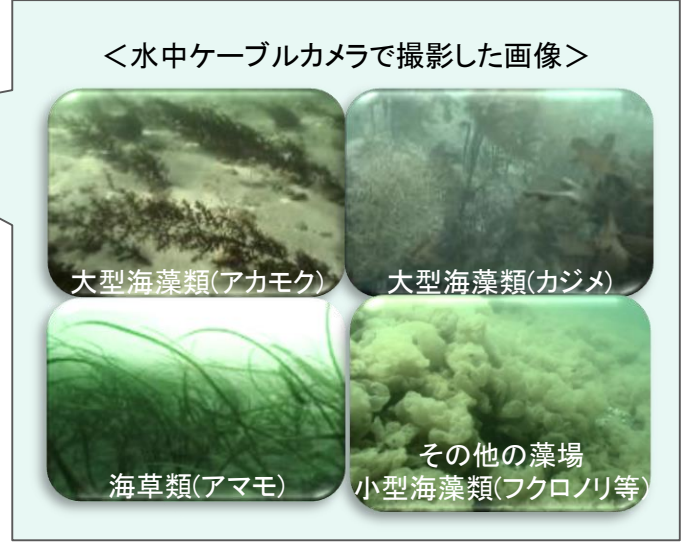 ＜水中ケーブルカメラで撮影した画像＞
大型海藻類(アカモク)
大型海藻類(カジメ)
海草類(アマモ)
その他の藻場
小型海藻類(フクロノリ等)